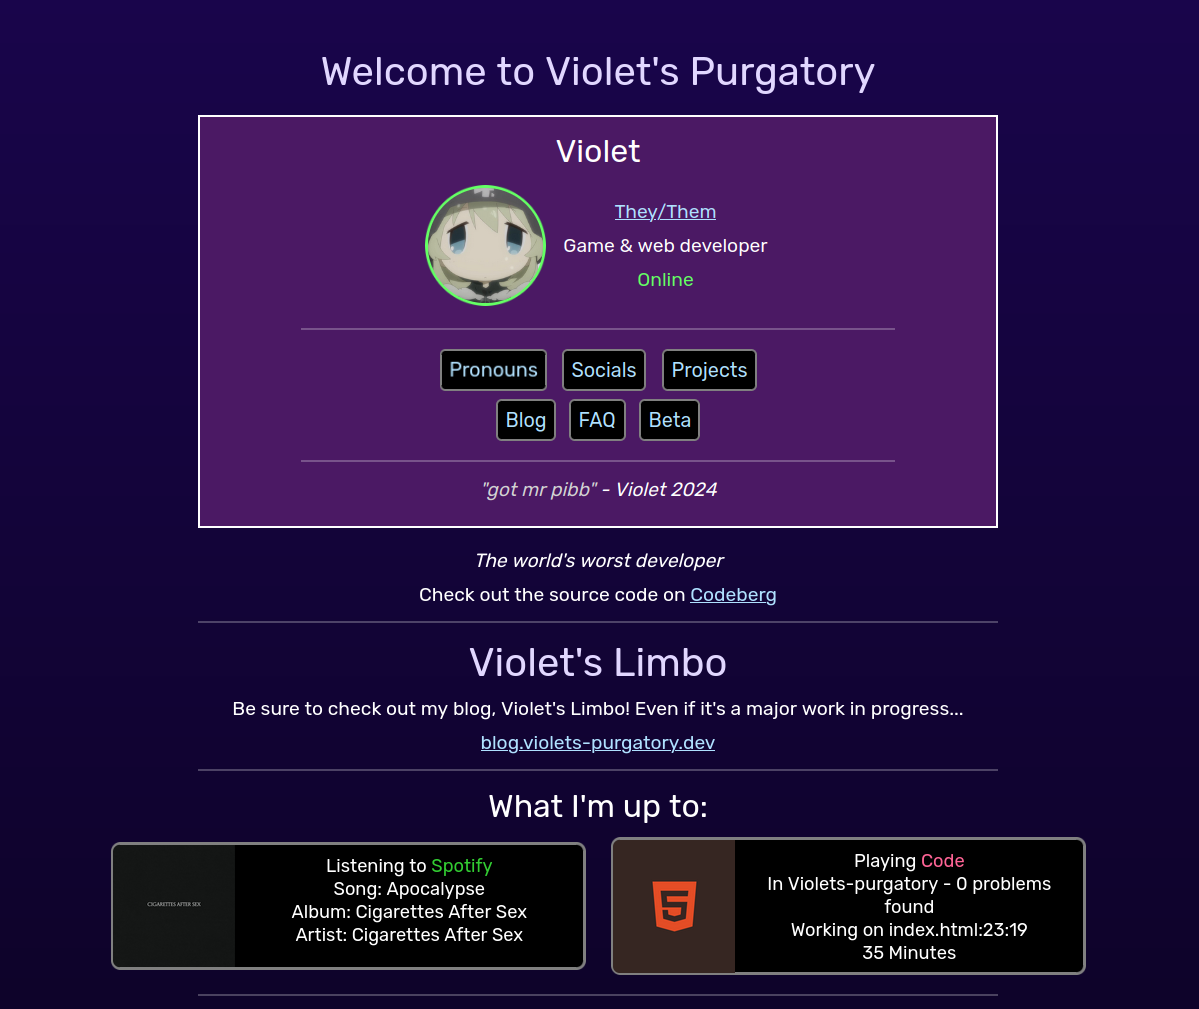 Welcome to Violet's Purgatory
Violet
They/Them
Game & web developer
Online
Pronouns Socials Projects
Blog FAQ Beta
"got mr pibb" - Violet 2024
The world's worst developer
Check out the source code on Codeberg
Violet's Limbo
Be sure to check out my blog, Violet's Limbo! Even if it's a major work in progress...
blog.violets-purgatory.dev
What I'm up to:
CIGARETTES AFTER SEX
Listening to Spotify
Song: Apocalypse
Album: Cigarettes After Sex
Artist: Cigarettes After Sex
5
Playing Code
In Violets-purgatory - 0 problems
found
Working on index.html:23:19
35 Minutes